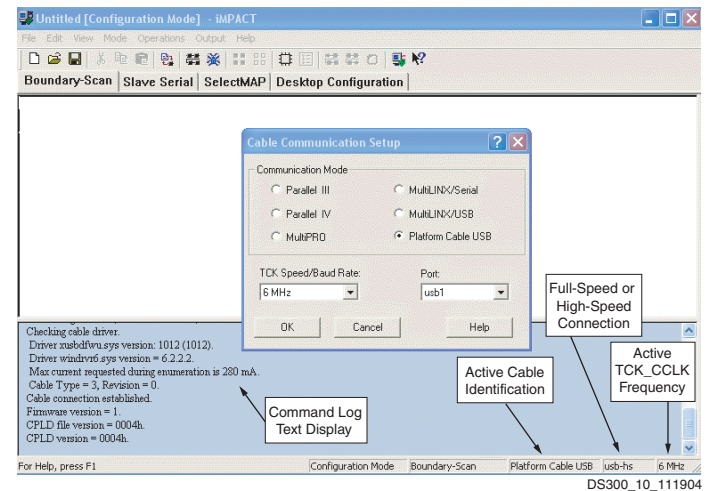 Untitled [Configuration Mode] - iMPACT
File Edit View Mode Operations Output Help
Boundary-Scan Slave Serial SelectMAP Desktop Configuration
Cable Communication Setup
Communication Mode
Parallel III MultiLINX/Serial
Parallel IV MultiLINX/USB
MultiPRO Platform Cable USB
TCK Speed/Baud Rate: Port:
6 MHz usb1
OK Cancel Help
Full-Speed or
High-Speed
Connection
Checking cable driver.
Driver xusbdfwu.sys version: 1012 (1012).
Driver windrvr6.sys version = 6.2.2.2.
Max current requested during enumeration is 280 mA.
Cable Type = 3, Revision = 0.
Cable connection established.
Firmware version = 1.
CPLD file version = 0004h.
CPLD version = 0004h.
Command Log
Text Display
Active Cable
Identification
Active
TCK_CCLK
Frequency
For Help, press F1 Configuration Mode Boundary-Scan Platform Cable USB usb-hs 6 MHz
DS300_10_111904